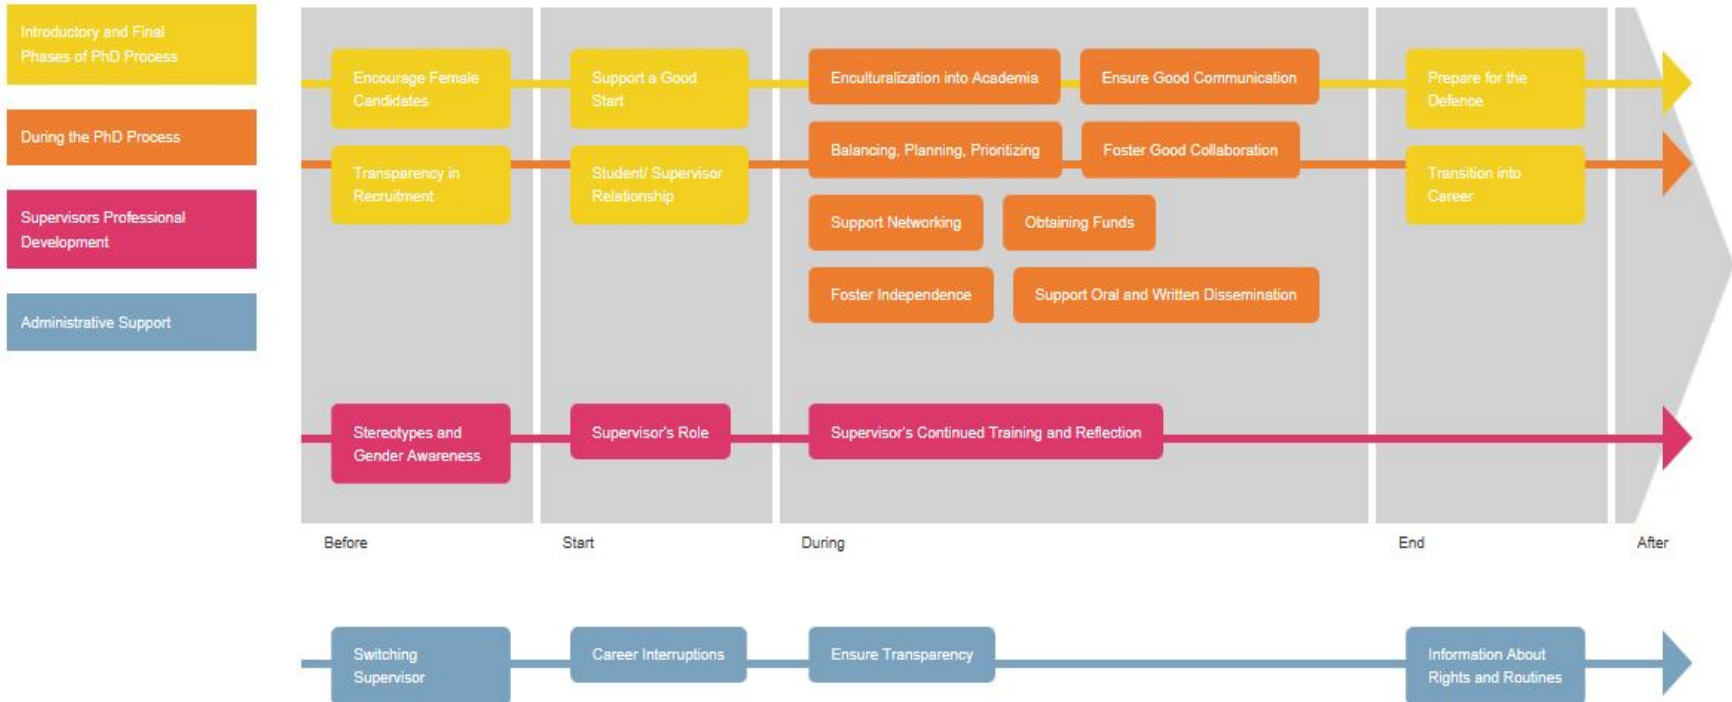 Introductory and Final
Phases of PhD Process
During the PhD Process
Supervisors Professional
Development
Administrative Support
Encourage Female
Candidates
Transparency in
Recruitment
Stereotypes and
Gender Awareness
Support a Good
Start
Student/ Supervisor
Relationship
Supervisor's Role
Enculturalization into Academia
Ensure Good Communication
Balancing, Planning, Prioritizing
Foster Good Collaboration
Support Networking
Obtaining Funds
Foster Independence
Support Oral and Written Dissemination
Supervisor's Continued Training and Reflection
Prepare for the
Defence
Transition into
Career
Before
Start
During
End
After
Switching
Supervisor
Career Interruptions
Ensure Transparency
Information About
Rights and Routines